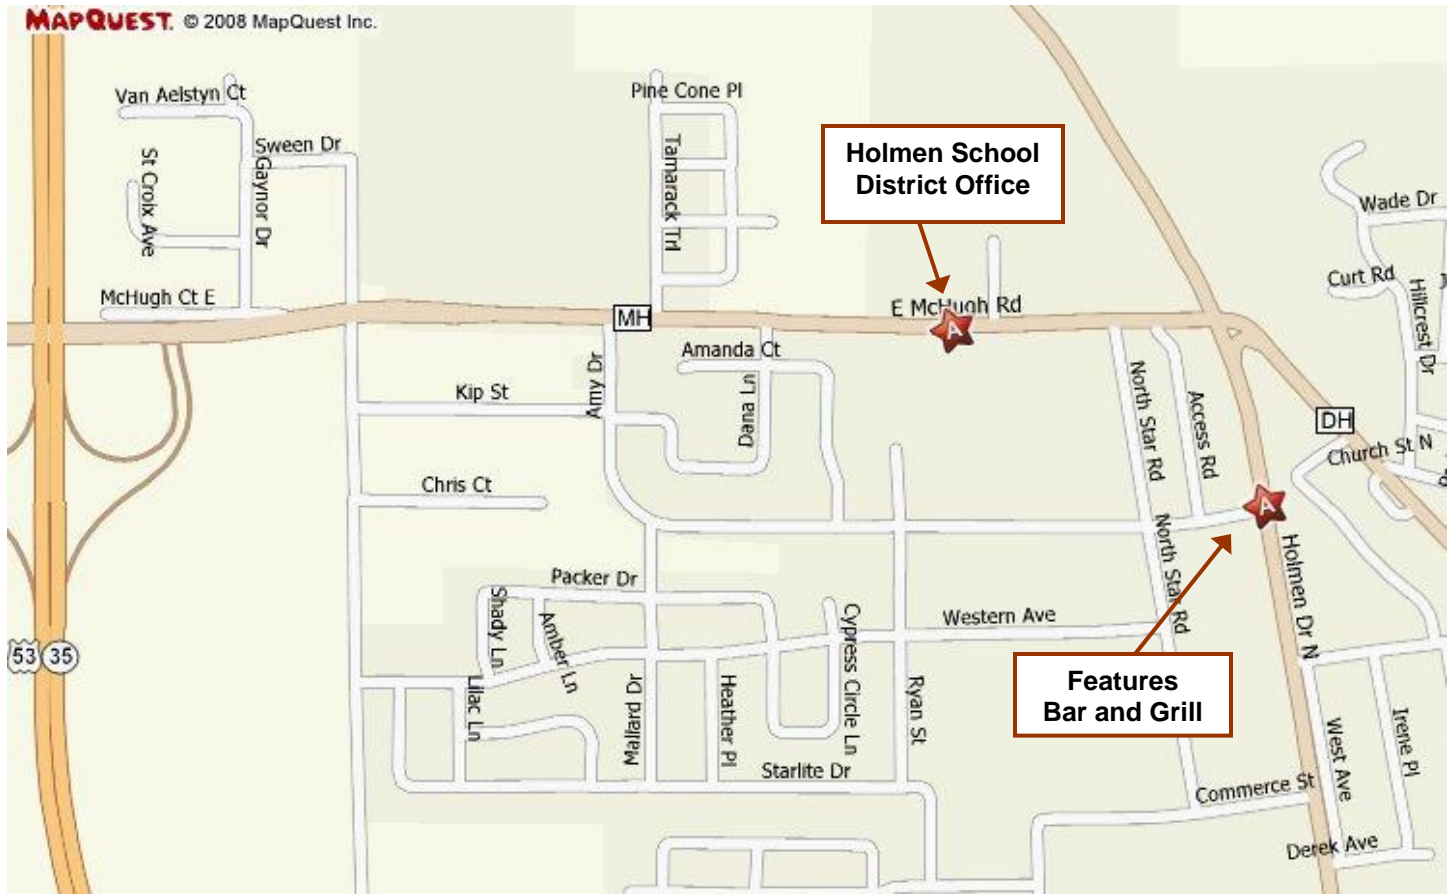 MAPQUEST. © 2008 MapQuest Inc.
Van Aelstyn Ct
Pine Cone Pl
Holmen School
District Office
Sween Dr
St Croix Ave
Gaynor Dr
Tamarack Trl
Wade Dr
Curt Rd
Hillcrest Dr
McHugh Ct E
MH
E McHugh Rd
A
Amanda Ct
Amy Dr
Dana Ln
Kip St
North Star Rd
Access Rd
DH
Church St N
Chris Ct
A
North Star Rd
Holmen Dr N
Packer Dr
Shady Ln
Amber Ln
Cypress Circle Ln
Western Ave
53
35
Lilac Ln
Mallard Dr
Heather Pl
Ryan St
Features
Bar and Grill
West Ave
Irene Pl
Starlite Dr
Commerce St
Derek Ave